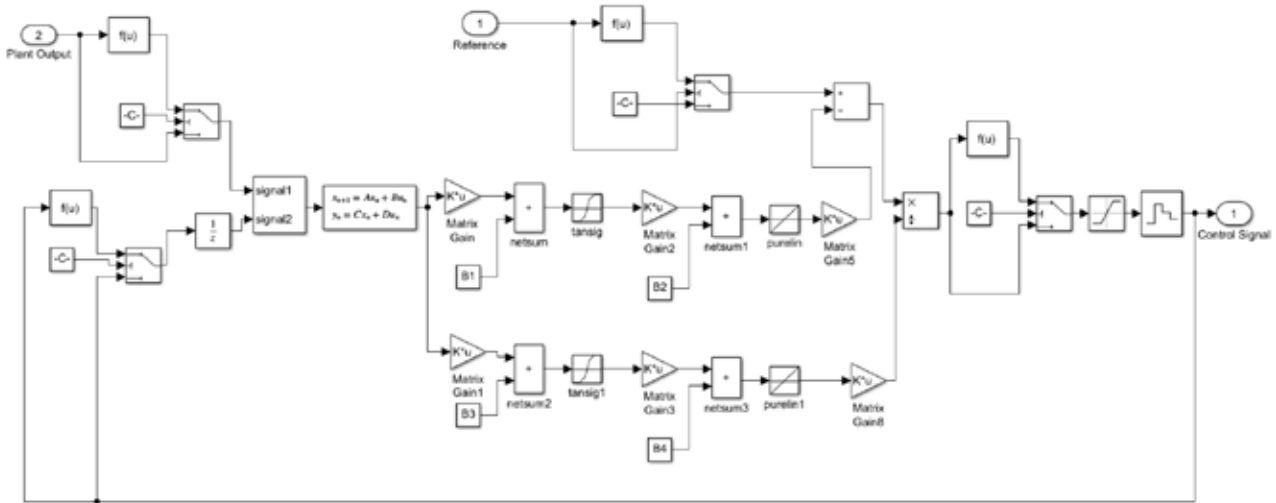 2
Plant Output
f(u)
-C-
f(u)
-C-
1
z
signal1
signal2
xₙ₊₁ = Axₙ + Buₙ
yₙ = Cxₙ + Duₙ
1
Reference
f(u)
-C-
+
−
K*u
Matrix
Gain
+
netsum
B1
tansig
K*u
Matrix
Gain2
+
netsum1
B2
purelin
K*u
Matrix
Gain5
K*u
Matrix
Gain1
+
netsum2
B3
tansig1
K*u
Matrix
Gain3
+
netsum3
B4
purelin1
K*u
Matrix
Gain8
×
÷
f(u)
-C-
1
Control Signal